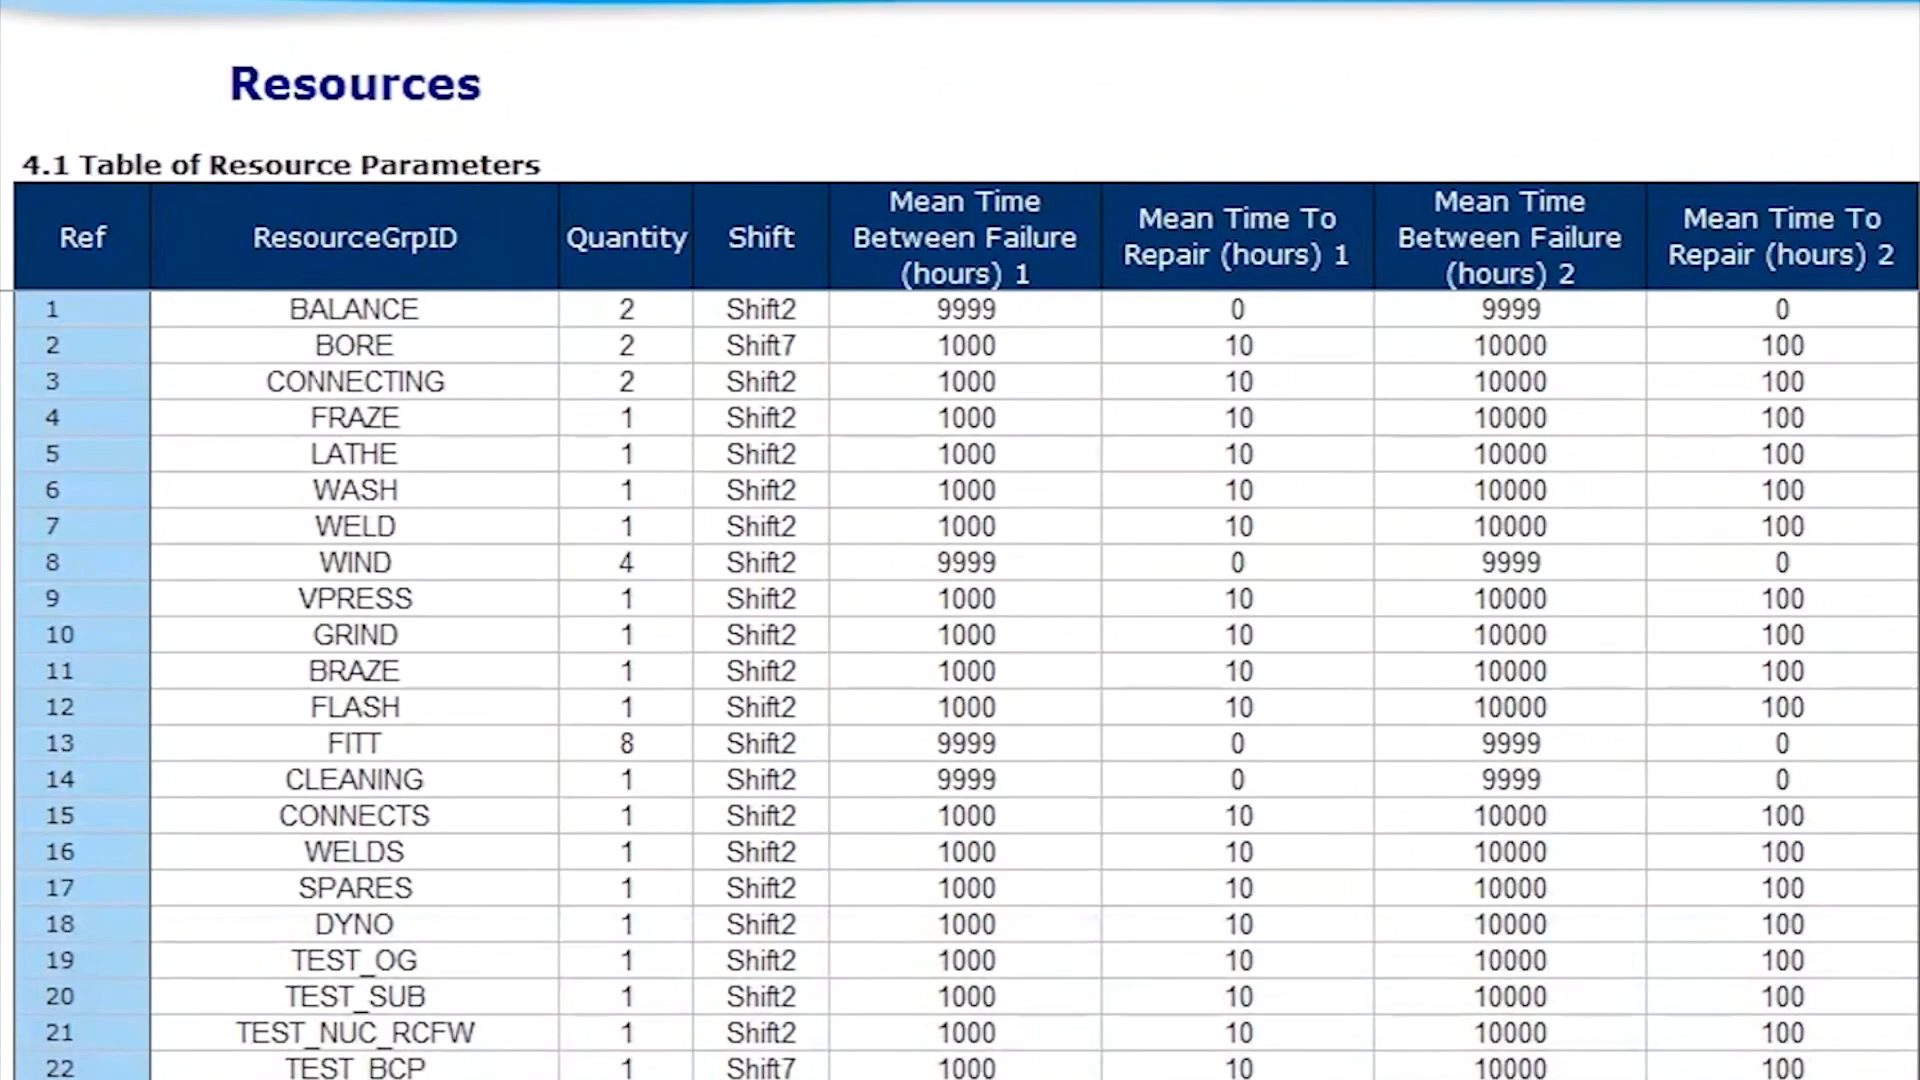 Resources
4.1 Table of Resource Parameters
Ref ResourceGrpID Quantity Shift Mean Time Between Failure (hours) 1 Mean Time To Repair (hours) 1 Mean Time Between Failure (hours) 2 Mean Time To Repair (hours) 2
1 BALANCE 2 Shift2 9999 0 9999 0
2 BORE 2 Shift7 1000 10 10000 100
3 CONNECTING 2 Shift2 1000 10 10000 100
4 FRAZE 1 Shift2 1000 10 10000 100
5 LATHE 1 Shift2 1000 10 10000 100
6 WASH 1 Shift2 1000 10 10000 100
7 WELD 1 Shift2 1000 10 10000 100
8 WIND 4 Shift2 9999 0 9999 0
9 VPRESS 1 Shift2 1000 10 10000 100
10 GRIND 1 Shift2 1000 10 10000 100
11 BRAZE 1 Shift2 1000 10 10000 100
12 FLASH 1 Shift2 1000 10 10000 100
13 FITT 8 Shift2 9999 0 9999 0
14 CLEANING 1 Shift2 9999 0 9999 0
15 CONNECTS 1 Shift2 1000 10 10000 100
16 WELDS 1 Shift2 1000 10 10000 100
17 SPARES 1 Shift2 1000 10 10000 100
18 DYNO 1 Shift2 1000 10 10000 100
19 TEST_OG 1 Shift2 1000 10 10000 100
20 TEST_SUB 1 Shift2 1000 10 10000 100
21 TEST_NUC_RCFW 1 Shift2 1000 10 10000 100
22 TEST_BCP 1 Shift7 1000 10 10000 100